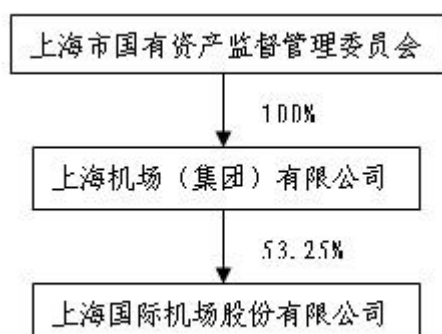 上海市国有资产监督管理委员会
100%
上海机场（集团）有限公司
53.25%
上海国际机场股份有限公司